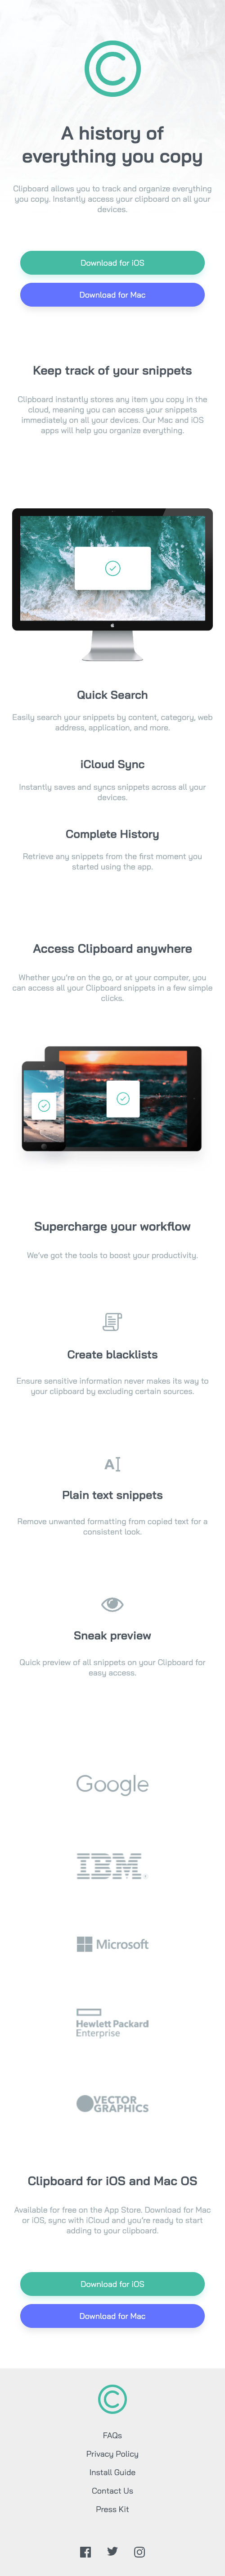 A history of
everything you copy
Clipboard allows you to track and organize everything
you copy. Instantly access your clipboard on all your
devices.
Download for iOS
Download for Mac
Keep track of your snippets
Clipboard instantly stores any item you copy in the
cloud, meaning you can access your snippets
immediately on all your devices. Our Mac and iOS
apps will help you organize everything.
Quick Search
Easily search your snippets by content, category, web
address, application, and more.
iCloud Sync
Instantly saves and syncs snippets across all your
devices.
Complete History
Retrieve any snippets from the first moment you
started using the app.
Access Clipboard anywhere
Whether you're on the go, or at your computer, you
can access all your Clipboard snippets in a few simple
clicks.
Supercharge your workflow
We've got the tools to boost your productivity.
Create blacklists
Ensure sensitive information never makes its way to
your clipboard by excluding certain sources.
A
Plain text snippets
Remove unwanted formatting from copied text for a
consistent look.
Sneak preview
Quick preview of all snippets on your Clipboard for
easy access.
Google
IBM
Microsoft
Hewlett Packard
Enterprise
VECTOR
GRAPHICS
Clipboard for iOS and Mac OS
Available for free on the App Store. Download for Mac
or iOS, sync with iCloud and you're ready to start
adding to your clipboard.
Download for iOS
Download for Mac
FAQs
Privacy Policy
Install Guide
Contact Us
Press Kit